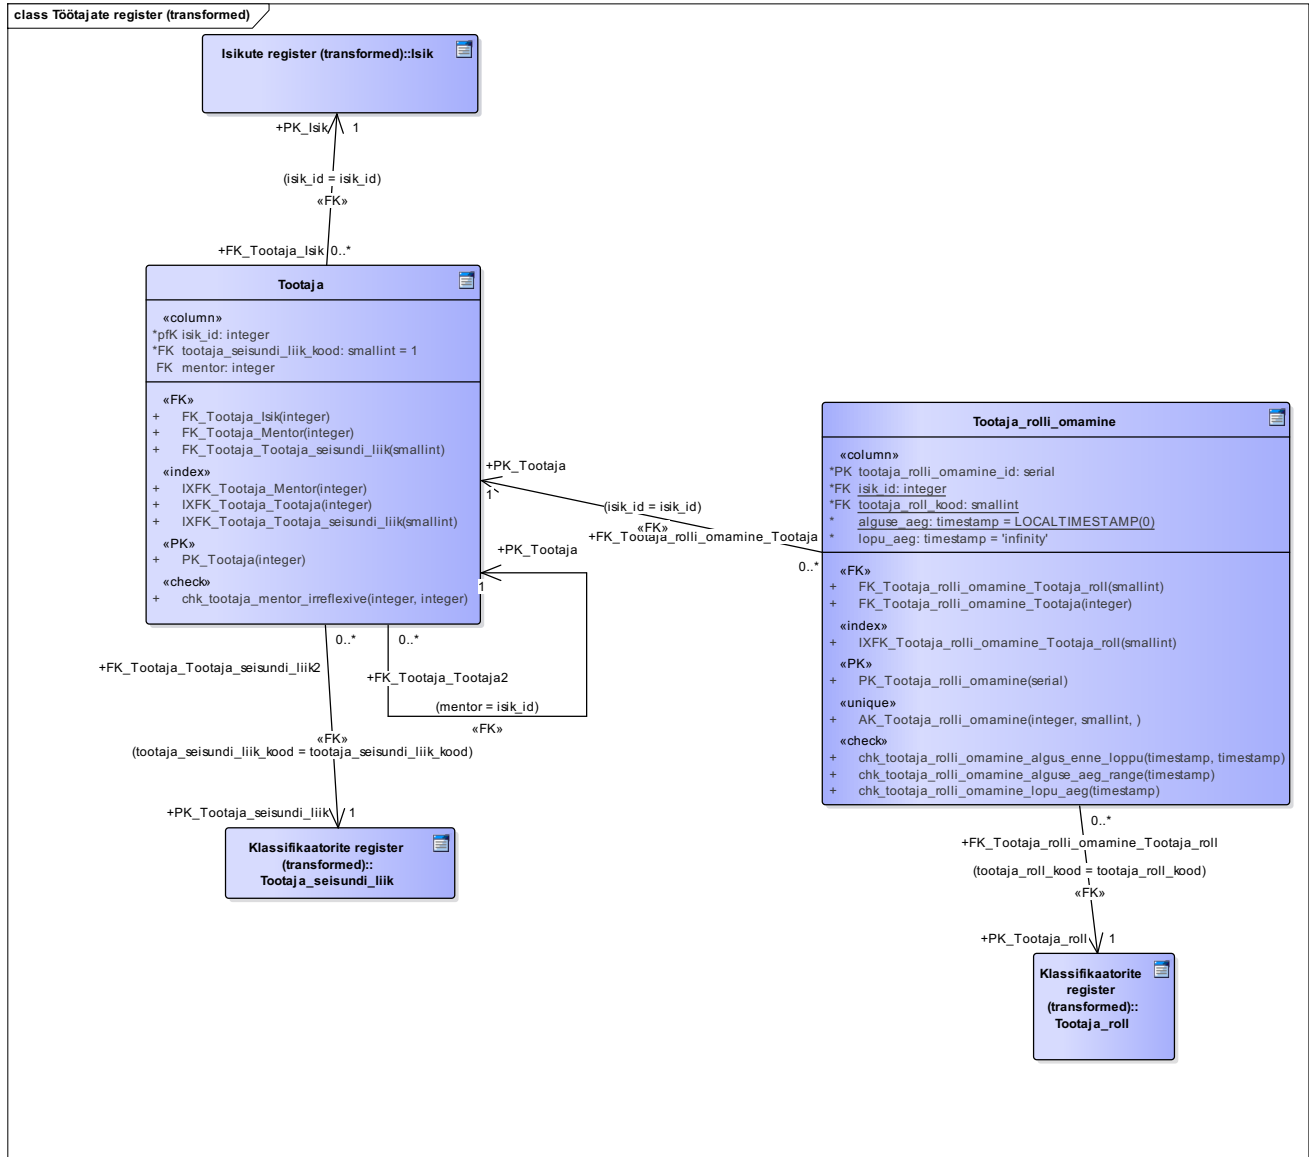 class Töötajate register (transformed)
Isikute register (transformed)::Isik
+PK_Isik
1
(isik_id = isik_id)
«FK»
+FK_Tootaja_Isik
0..*
Tootaja
«column»
*pfK isik_id: integer
*FK tootaja_seisundi_liik_kood: smallint = 1
FK mentor: integer
«FK»
+ FK_Tootaja_Isik(integer)
+ FK_Tootaja_Mentor(integer)
+ FK_Tootaja_Tootaja_seisundi_liik(smallint)
«index»
+ IXFK_Tootaja_Mentor(integer)
+ IXFK_Tootaja_Tootaja(integer)
+ IXFK_Tootaja_Tootaja_seisundi_liik(smallint)
«PK»
+ PK_Tootaja(integer)
«check»
+ chk_tootaja_mentor_irreflexive(integer, integer)
+PK_Tootaja
1
(isik_id = isik_id)
«FK»
+FK_Tootaja_rolli_omamine_Tootaja
0..*
+PK_Tootaja
1
0..*
+FK_Tootaja_Tootaja2
(mentor = isik_id)
«FK»
0..*
+FK_Tootaja_Tootaja_seisundi_liik2
«FK»
(tootaja_seisundi_liik_kood = tootaja_seisundi_liik_kood)
+PK_Tootaja_seisundi_liik
1
Klassifikaatorite register
(transformed)::
Tootaja_seisundi_liik
Tootaja_rolli_omamine
«column»
*PK tootaja_rolli_omamine_id: serial
*FK isik_id: integer
*FK tootaja_roll_kood: smallint
* alguse_aeg: timestamp = LOCALTIMESTAMP(0)
* lopu_aeg: timestamp = 'infinity'
«FK»
+ FK_Tootaja_rolli_omamine_Tootaja_roll(smallint)
+ FK_Tootaja_rolli_omamine_Tootaja(integer)
«index»
+ IXFK_Tootaja_rolli_omamine_Tootaja_roll(smallint)
«PK»
+ PK_Tootaja_rolli_omamine(serial)
«unique»
+ AK_Tootaja_rolli_omamine(integer, smallint, )
«check»
+ chk_tootaja_rolli_omamine_algus_enne_loppu(timestamp, timestamp)
+ chk_tootaja_rolli_omamine_alguse_aeg_range(timestamp)
+ chk_tootaja_rolli_omamine_lopu_aeg(timestamp)
0..*
+FK_Tootaja_rolli_omamine_Tootaja_roll
(tootaja_roll_kood = tootaja_roll_kood)
«FK»
+PK_Tootaja_roll
1
Klassifikaatorite
register
(transformed)::
Tootaja_roll